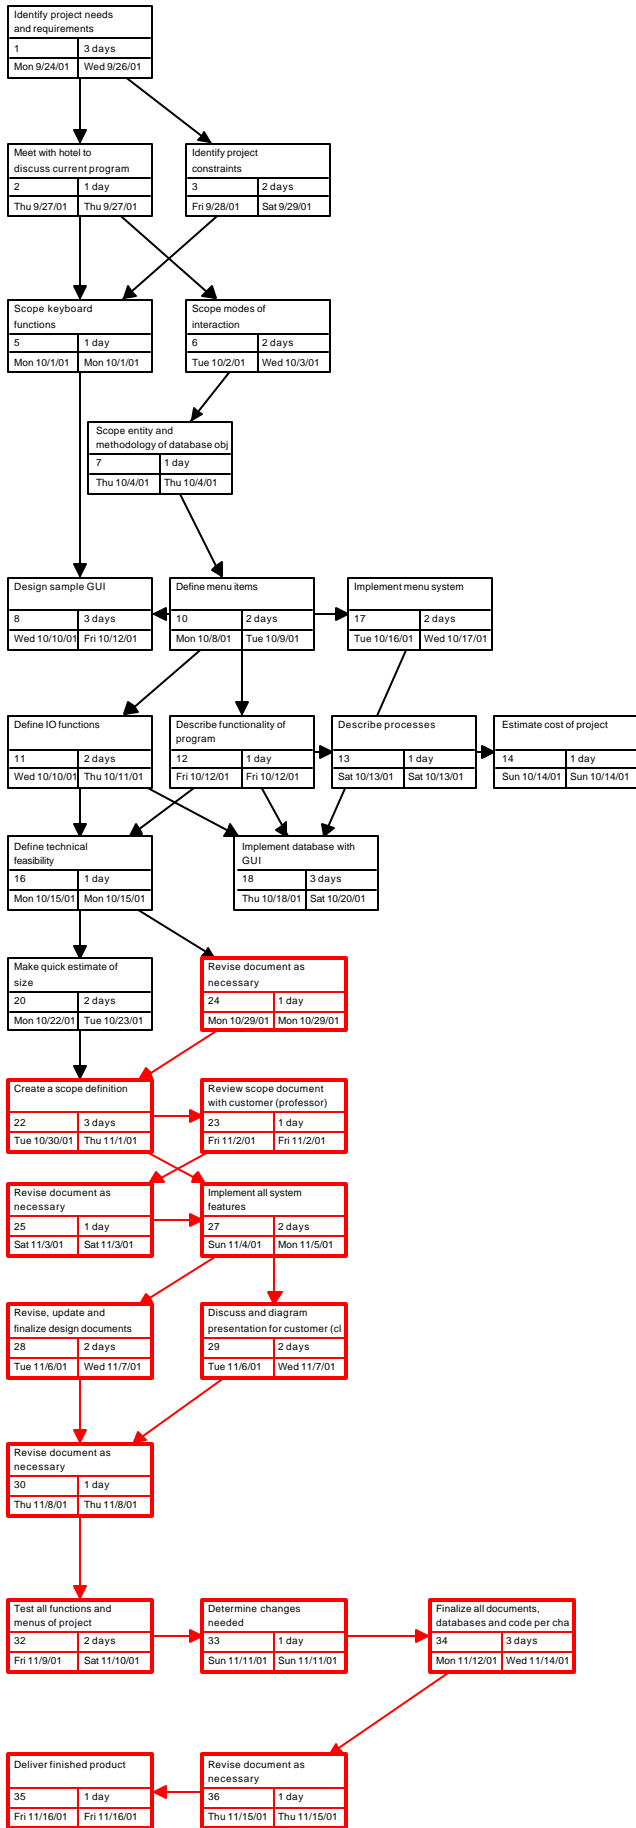 Identify project needs
and requirements
1 3 days
Mon 9/24/01 Wed 9/26/01
Meet with hotel to
discuss current program
2 1 day
Thu 9/27/01 Thu 9/27/01
Identify project
constraints
3 2 days
Fri 9/28/01 Sat 9/29/01
Scope keyboard
functions
5 1 day
Mon 10/1/01 Mon 10/1/01
Scope modes of
interaction
6 2 days
Tue 10/2/01 Wed 10/3/01
Scope entity and
methodology of database obj
7 1 day
Thu 10/4/01 Thu 10/4/01
Design sample GUI
8 3 days
Wed 10/10/01 Fri 10/12/01
Define menu items
10 2 days
Mon 10/8/01 Tue 10/9/01
Implement menu system
17 2 days
Tue 10/16/01 Wed 10/17/01
Define IO functions
11 2 days
Wed 10/10/01 Thu 10/11/01
Describe functionality of
program
12 1 day
Fri 10/12/01 Fri 10/12/01
Describe processes
13 1 day
Sat 10/13/01 Sat 10/13/01
Estimate cost of project
14 1 day
Sun 10/14/01 Sun 10/14/01
Define technical
feasibility
16 1 day
Mon 10/15/01 Mon 10/15/01
Implement database with
GUI
18 3 days
Thu 10/18/01 Sat 10/20/01
Make quick estimate of
size
20 2 days
Mon 10/22/01 Tue 10/23/01
Revise document as
necessary
24 1 day
Mon 10/29/01 Mon 10/29/01
Create a scope definition
22 3 days
Tue 10/30/01 Thu 11/1/01
Review scope document
with customer (professor)
23 1 day
Fri 11/2/01 Fri 11/2/01
Revise document as
necessary
25 1 day
Sat 11/3/01 Sat 11/3/01
Implement all system
features
27 2 days
Sun 11/4/01 Mon 11/5/01
Revise, update and
finalize design documents
28 2 days
Tue 11/6/01 Wed 11/7/01
Discuss and diagram
presentation for customer (cl
29 2 days
Tue 11/6/01 Wed 11/7/01
Revise document as
necessary
30 1 day
Thu 11/8/01 Thu 11/8/01
Test all functions and
menus of project
32 2 days
Fri 11/9/01 Sat 11/10/01
Determine changes
needed
33 1 day
Sun 11/11/01 Sun 11/11/01
Finalize all documents,
databases and code per cha
34 3 days
Mon 11/12/01 Wed 11/14/01
Deliver finished product
35 1 day
Fri 11/16/01 Fri 11/16/01
Revise document as
necessary
36 1 day
Thu 11/15/01 Thu 11/15/01